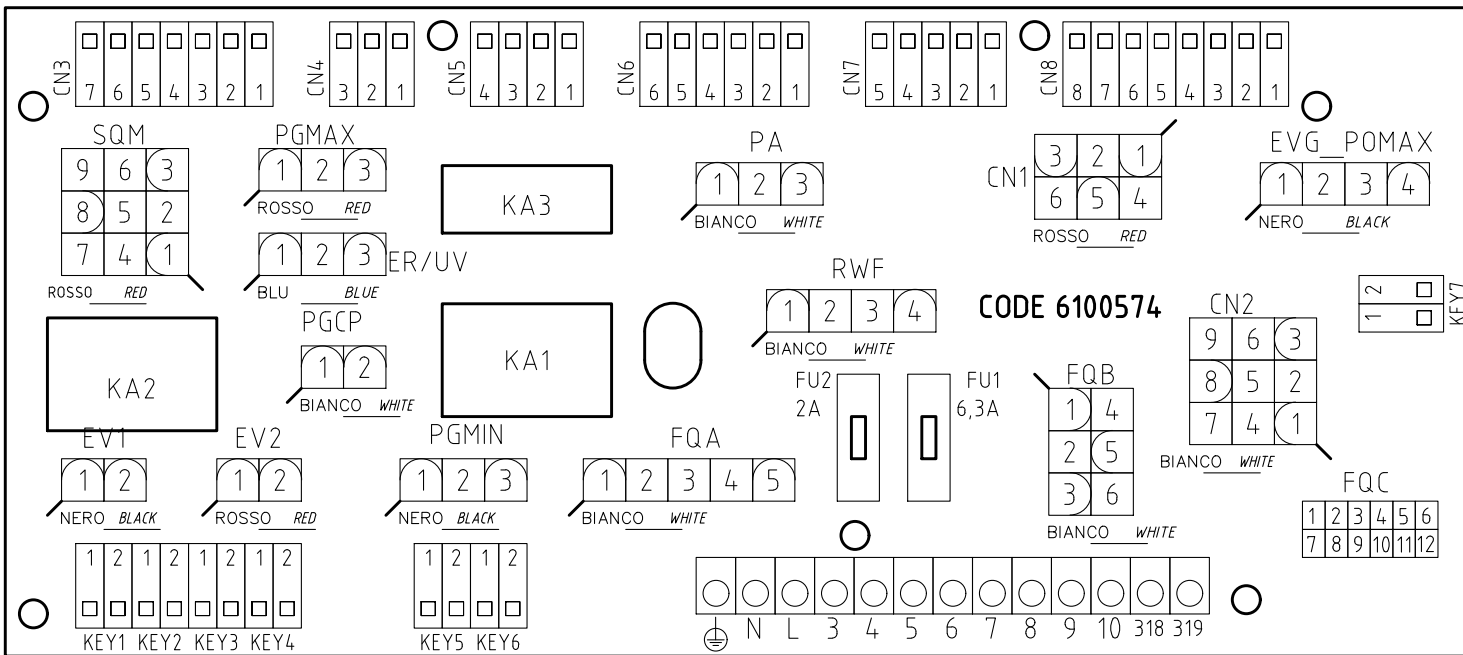 CN3
7 6 5 4 3 2 1
CN4
3 2 1
CN5
4 3 2 1
CN6
6 5 4 3 2 1
CN7
5 4 3 2 1
CN8
8 7 6 5 4 3 2 1
SQM
9 6 3
8 5 2
7 4 1
ROSSO RED
PGMAX
1 2 3
ROSSO RED
1 2 3 ER/UV
BLU BLUE
PGCP
1 2
BIANCO WHITE
KA3
KA1
KA2
PA
1 2 3
BIANCO WHITE
CN1
3 2 1
6 5 4
ROSSO RED
EVG_POMAX
1 2 3 4
NERO BLACK
RWF
1 2 3 4
BIANCO WHITE
CODE 6100574
2
1
KEY7
CN2
9 6 3
8 5 2
7 4 1
BIANCO WHITE
FU2
2A
FU1
6,3A
FQB
1 4
2 5
3 6
BIANCO WHITE
EV1
1 2
NERO BLACK
EV2
1 2
ROSSO RED
PGMIN
1 2 3
NERO BLACK
FQA
1 2 3 4 5
BIANCO WHITE
FQC
1 2 3 4 5 6
7 8 9 10 11 12
1 2 1 2 1 2 1 2
KEY1 KEY2 KEY3 KEY4
1 2 1 2
KEY5 KEY6
N L 3 4 5 6 7 8 9 10 318 319